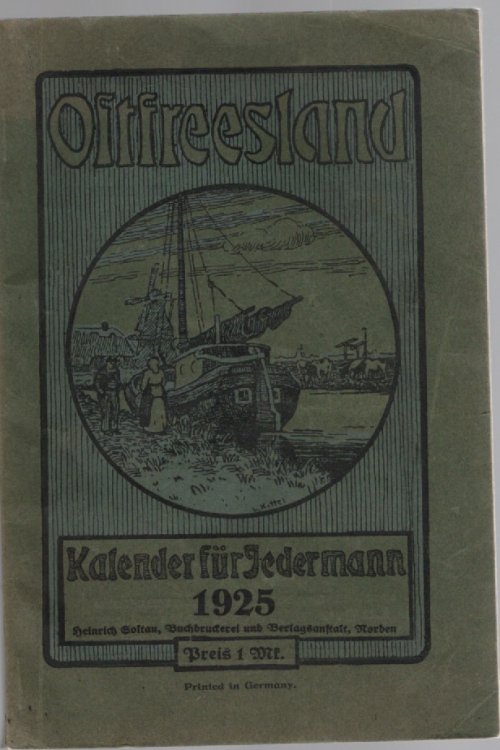 Ostfreesland
Kalender für Jedermann
1925
Heinrich Soltau, Buchdruckerei und Verlagsanstalt, Norden
Preis 1 Mk.
Printed in Germany.